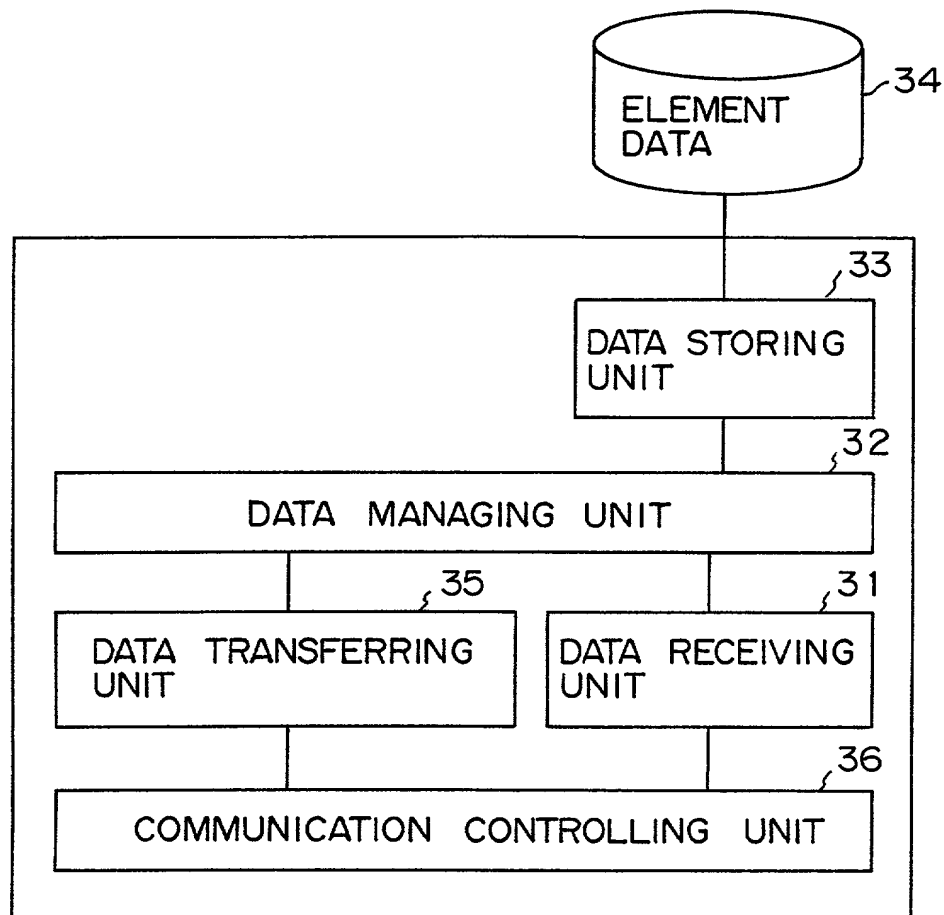 34
ELEMENT
DATA
33
DATA STORING
UNIT
32
DATA MANAGING UNIT
35
DATA TRANSFERRING
UNIT
31
DATA RECEIVING
UNIT
36
COMMUNICATION CONTROLLING UNIT